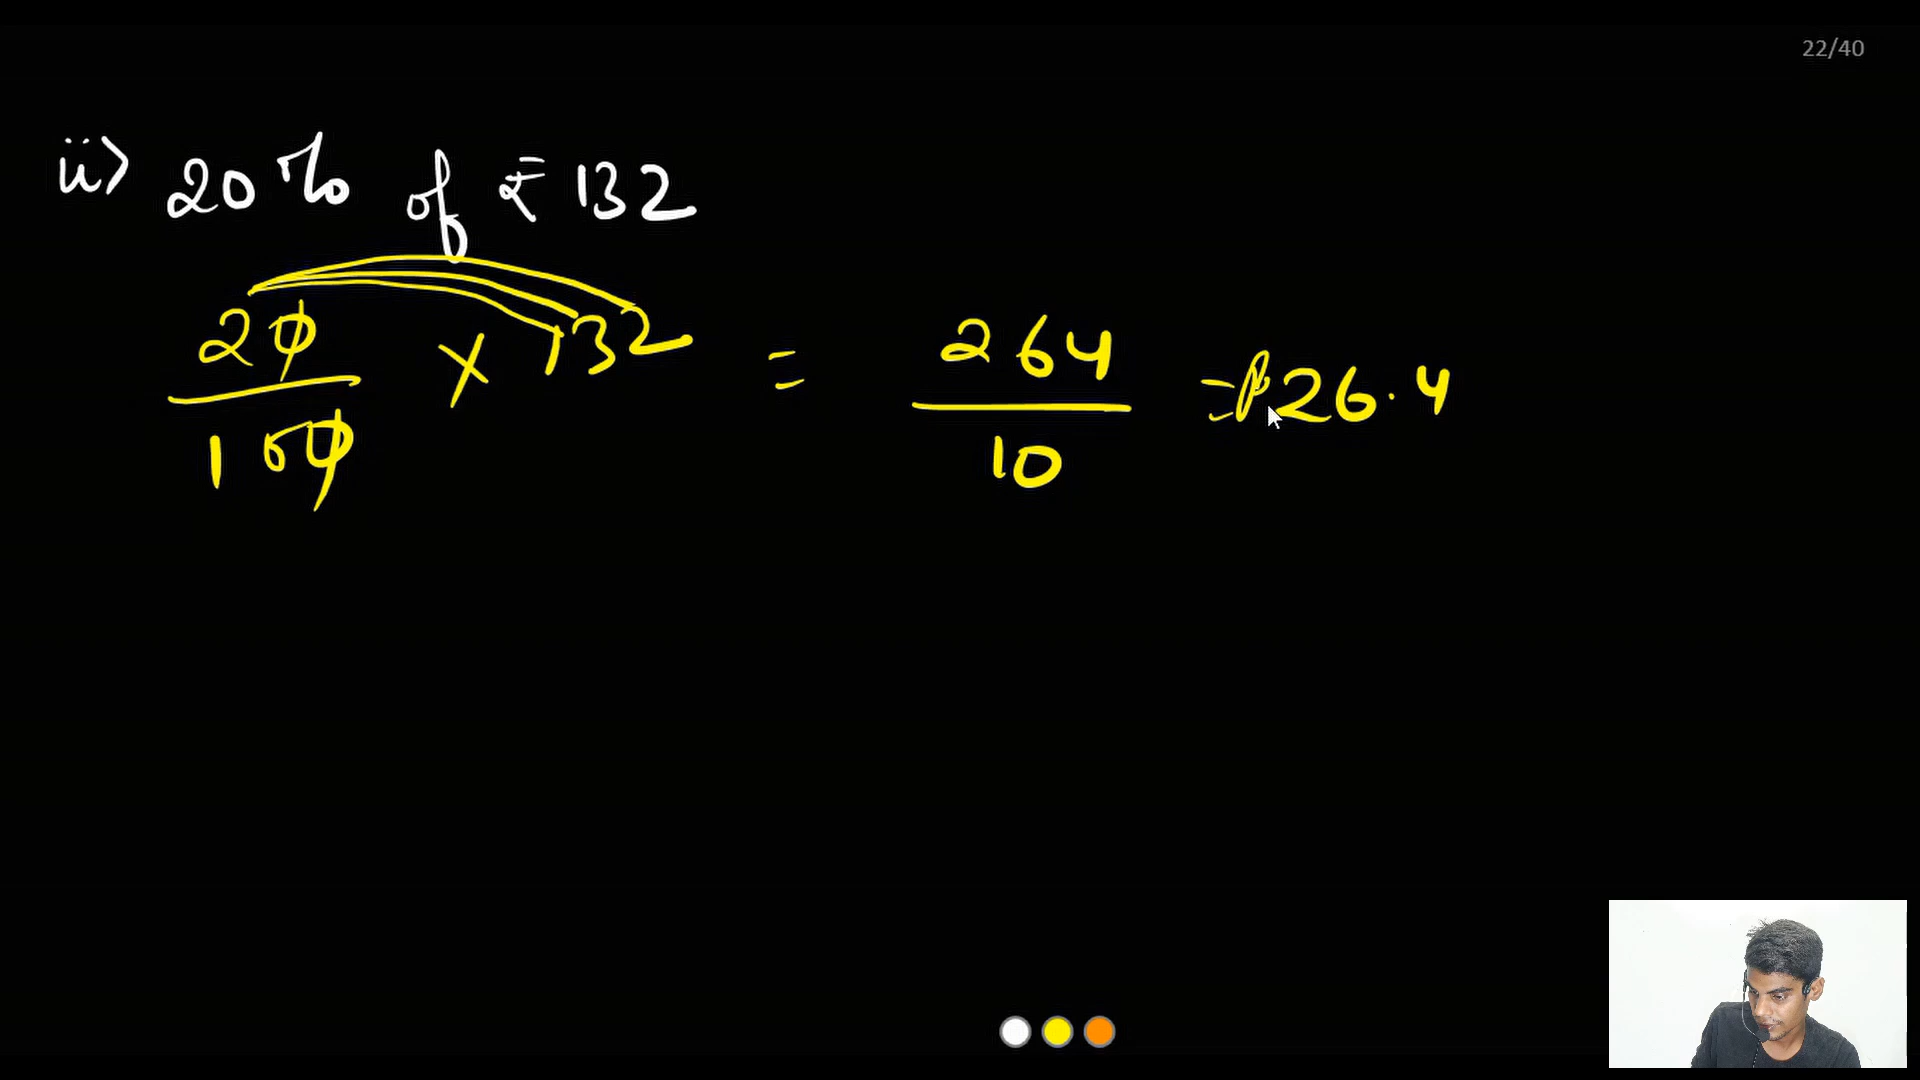 22/40
ii> 20% of ₹ 132
20/100 × 132 = 264/10 = ₹26.4